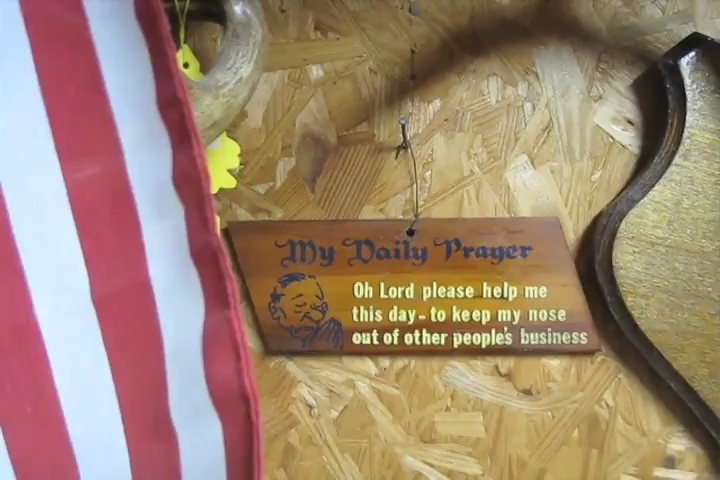 My Daily Prayer
Oh Lord please help me
this day - to keep my nose
out of other people's business